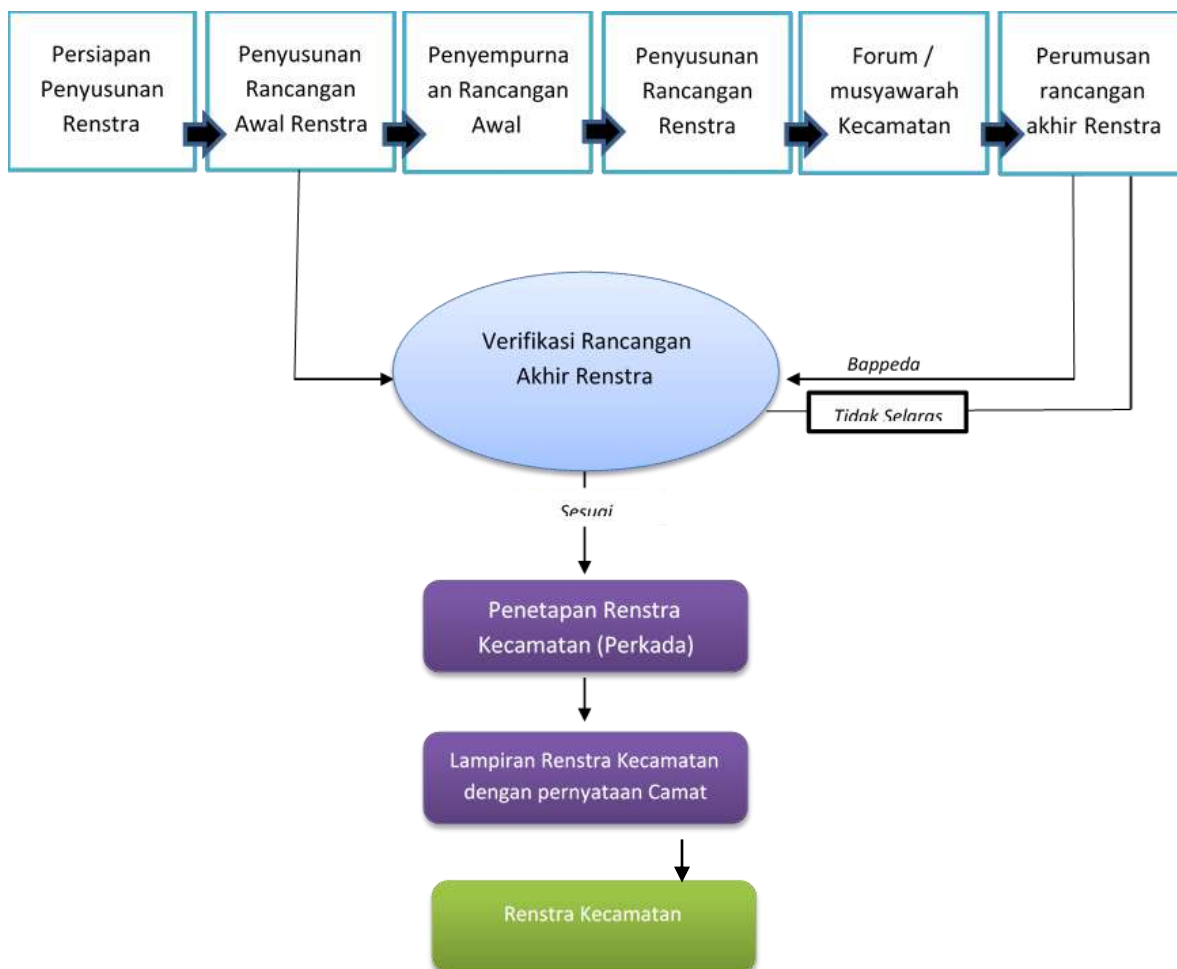 Persiapan
Penyusunan
Renstra
Penyusunan
Rancangan
Awal Renstra
Penyempurna
an Rancangan
Awal
Penyusunan
Rancangan
Renstra
Forum /
musyawarah
Kecamatan
Perumusan
rancangan
akhir Renstra
Verifikasi Rancangan
Akhir Renstra
Bappeda
Tidak Selaras
Sesuai
Penetapan Renstra
Kecamatan (Perkada)
Lampiran Renstra Kecamatan
dengan pernyataan Camat
Renstra Kecamatan